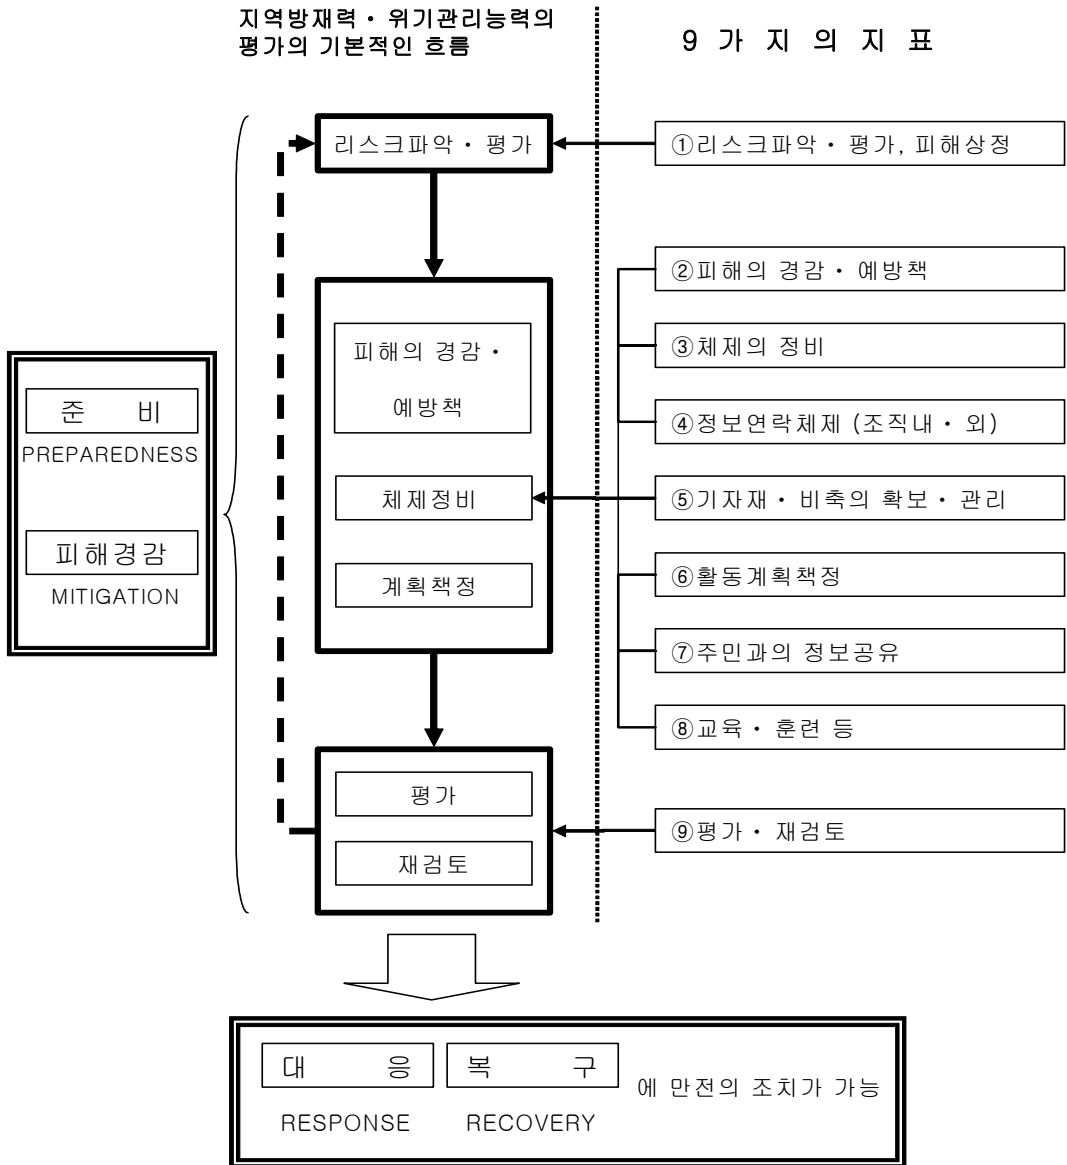 지역방재력・위기관리능력의
평가의 기본적인 흐름
9 가 지 의 지 표
리스크파악・평가
①리스크파악・평가, 피해상정
②피해의 경감・예방책
피해의 경감・
예방책
③체제의 정비
준 비
PREPAREDNESS
④정보연락체제 (조직내・외)
체제정비
⑤기자재・비축의 확보・관리
피해경감
MITIGATION
계획책정
⑥활동계획책정
⑦주민과의 정보공유
⑧교육・훈련 등
평가
⑨평가・재검토
재검토
대 응
복 구
에 만전의 조치가 가능
RESPONSE
RECOVERY